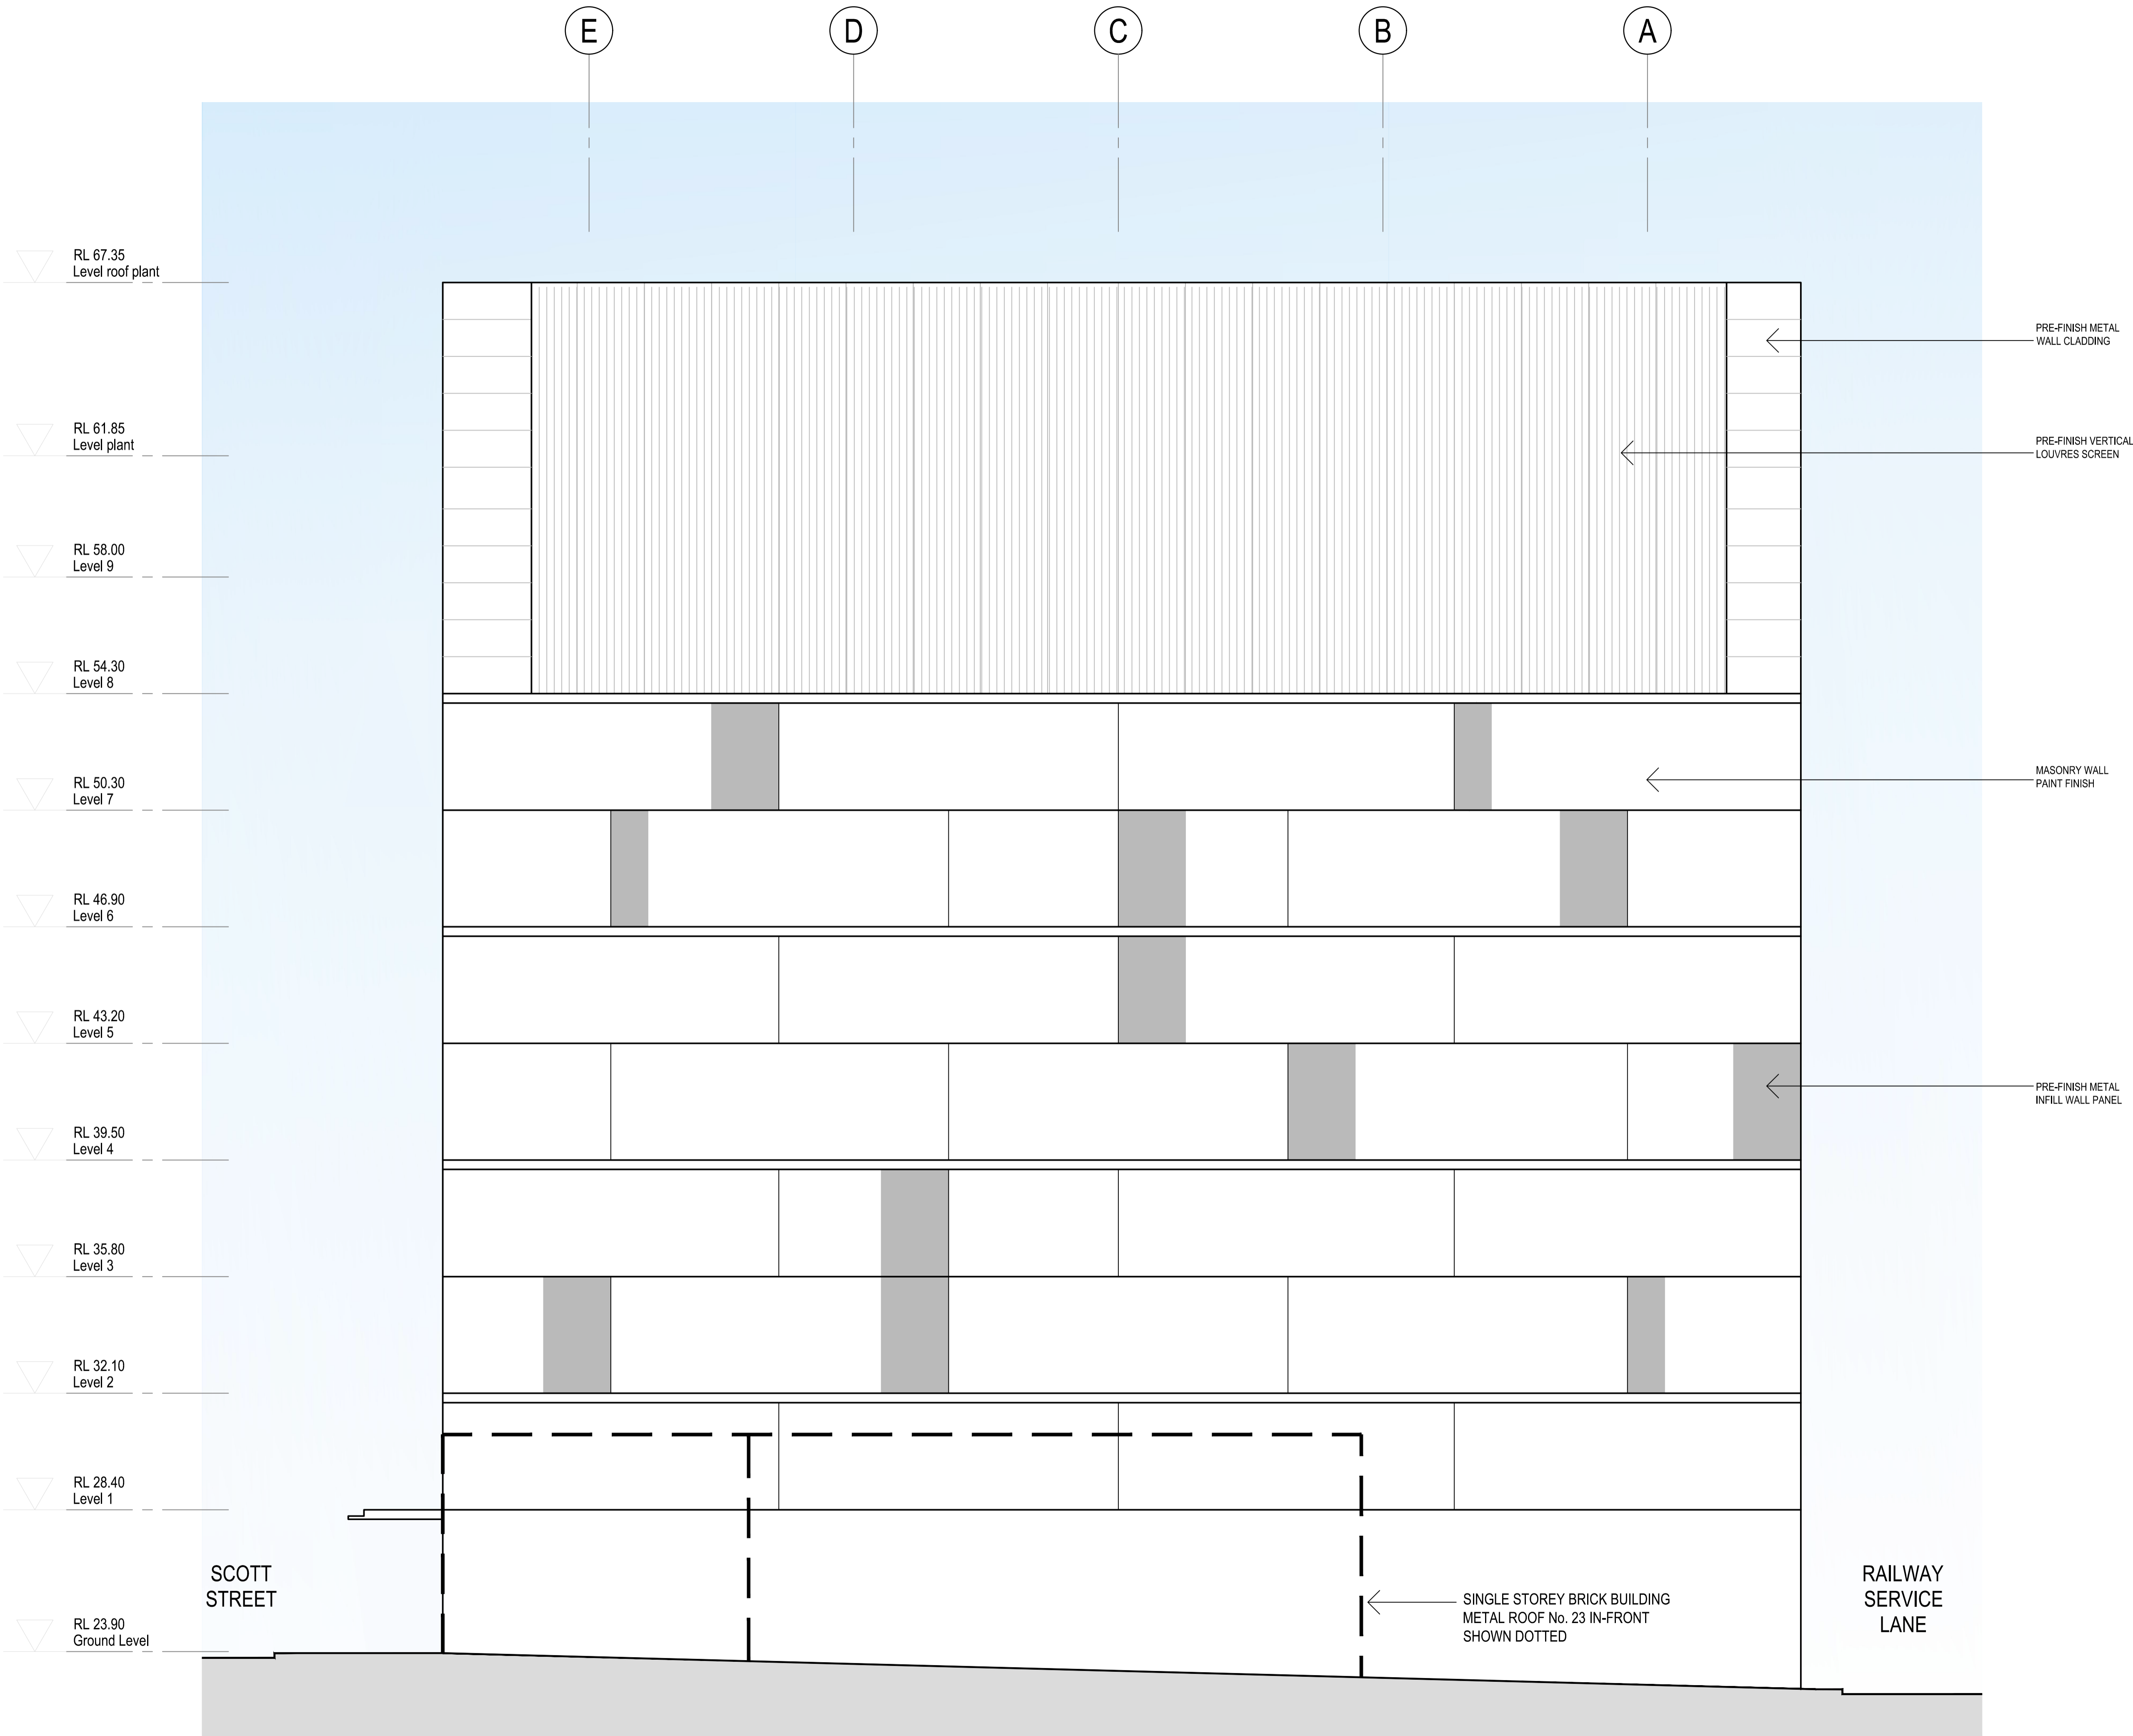 E
D
C
B
A
RL 67.35
Level roof plant
PRE-FINISH METAL
WALL CLADDING
RL 61.85
Level plant
PRE-FINISH VERTICAL
LOUVRES SCREEN
RL 58.00
Level 9
RL 54.30
Level 8
RL 50.30
Level 7
MASONRY WALL
PAINT FINISH
RL 46.90
Level 6
RL 43.20
Level 5
PRE-FINISH METAL
INFILL WALL PANEL
RL 39.50
Level 4
RL 35.80
Level 3
RL 32.10
Level 2
RL 28.40
Level 1
SCOTT
STREET
RL 23.90
Ground Level
SINGLE STOREY BRICK BUILDING
METAL ROOF No. 23 IN-FRONT
SHOWN DOTTED
RAILWAY
SERVICE
LANE